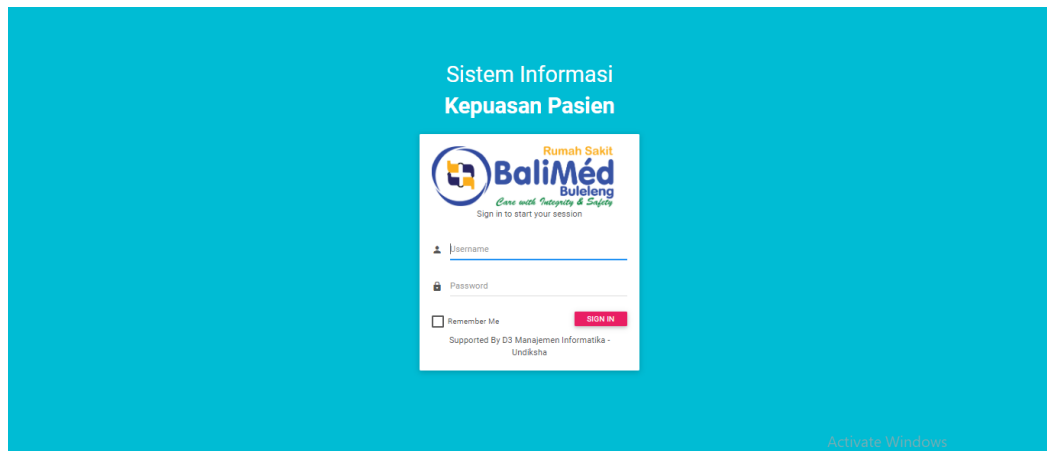 Sistem Informasi
Kepuasan Pasien
Rumah Sakit
BaliMéd
Buleleng
Care with Integrity & Safety
Sign in to start your session
Username
Password
Remember Me
SIGN IN
Supported By D3 Manajemen Informatika -
Undiksha
Activate Windows